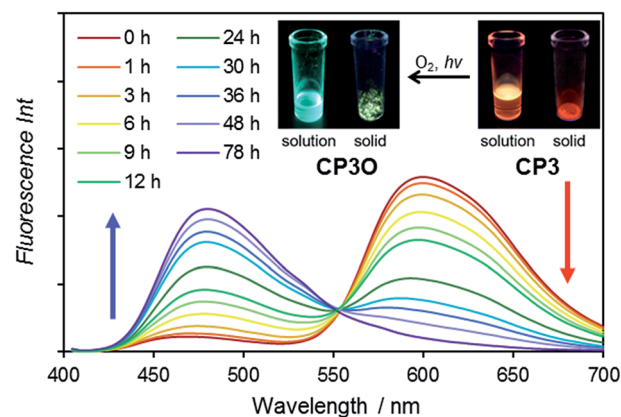 Fluorescence Int
0 h
1 h
3 h
6 h
9 h
12 h
24 h
30 h
36 h
48 h
78 h
O₂, hv
solution solid
CP3O
solution solid
CP3
400 450 500 550 600 650 700
Wavelength / nm